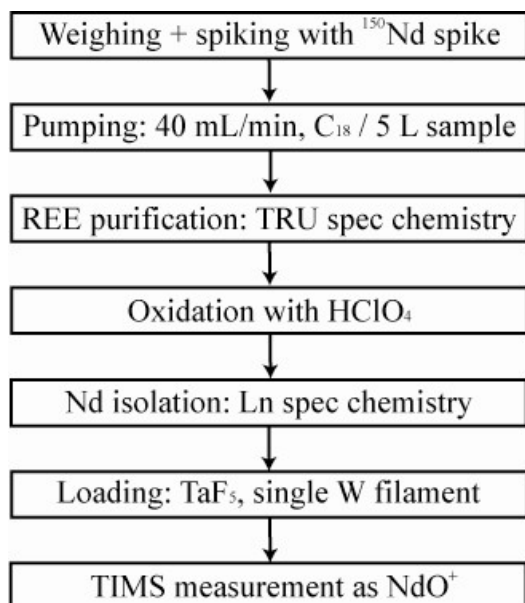 Weighing + spiking with ¹⁵⁰Nd spike
Pumping: 40 mL/min, C₁₈ / 5 L sample
REE purification: TRU spec chemistry
Oxidation with HClO₄
Nd isolation: Ln spec chemistry
Loading: TaF₅, single W filament
TIMS measurement as NdO⁺